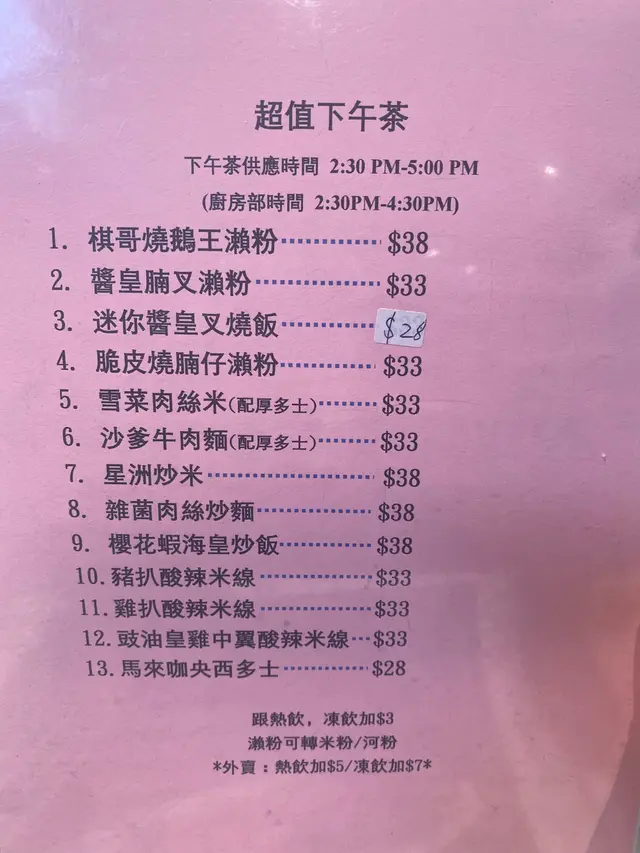 超值下午茶
下午茶供應時間 2:30 PM-5:00 PM
(廚房部時間 2:30PM-4:30PM)
1. 棋哥燒鵝王瀨粉 $38
2. 醬皇腩叉瀨粉 $33
3. 迷你醬皇叉燒飯 $28
4. 脆皮燒腩仔瀨粉 $33
5. 雪菜肉絲米(配厚多士) $33
6. 沙爹牛肉麵(配厚多士) $33
7. 星洲炒米 $38
8. 雜菌肉絲炒麵 $38
9. 櫻花蝦海皇炒飯 $38
10. 豬扒酸辣米線 $33
11. 雞扒酸辣米線 $33
12. 豉油皇雞中翼酸辣米線 $33
13. 馬來咖央西多士 $28
跟熱飲，凍飲加$3
瀨粉可轉米粉/河粉
*外賣：熱飲加$5/凍飲加$7*